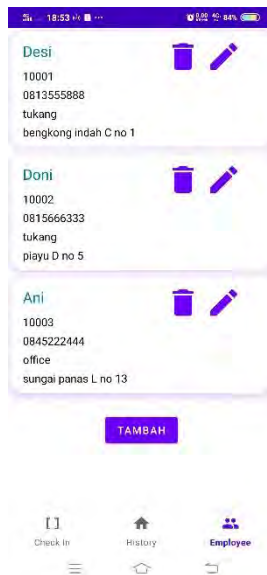 18:53
84%
Desi
10001
0813555888
tukang
bengkong indah C no 1
Doni
10002
0815666333
tukang
piayu D no 5
Ani
10003
0845222444
office
sungai panas L no 13
TAMBAH
Check In
History
Employee